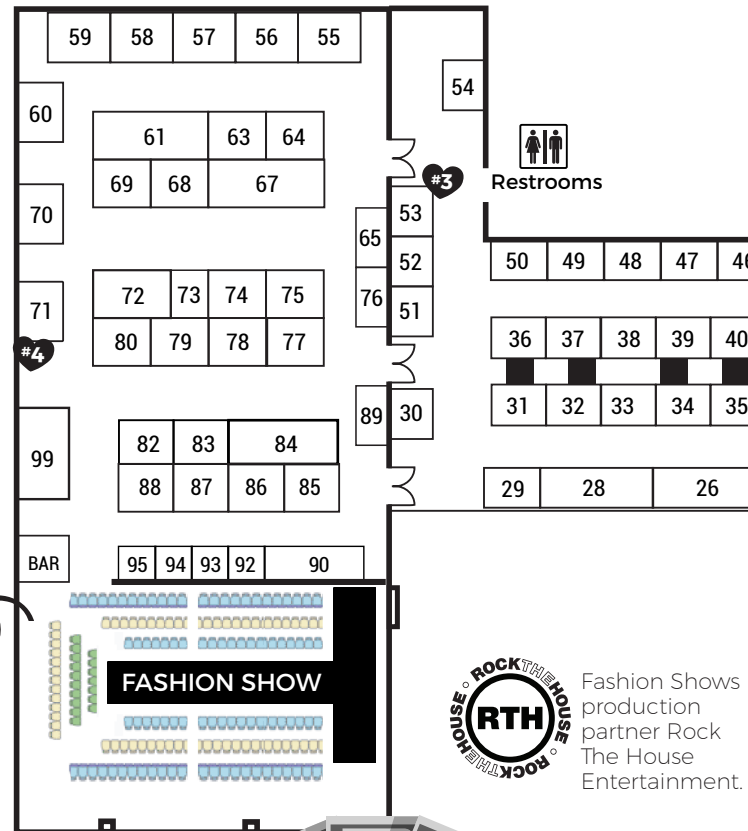 59 58 57 56 55
54
60
61 63 64
#3
Restrooms
69 68 67
70
53
65
52
50 49 48 47 46
72 73 74 75
76
51
71
36 37 38 39 40
#4
80 79 78 77
89 30
31 32 33 34 35
82 83 84
99
88 87 86 85
29 28 26
BAR
95 94 93 92 90
FASHION SHOW
ROCKTHEHOUSE • ROCKTHEHOUSE •
RTH
Fashion Shows
production
partner Rock
The House
Entertainment.